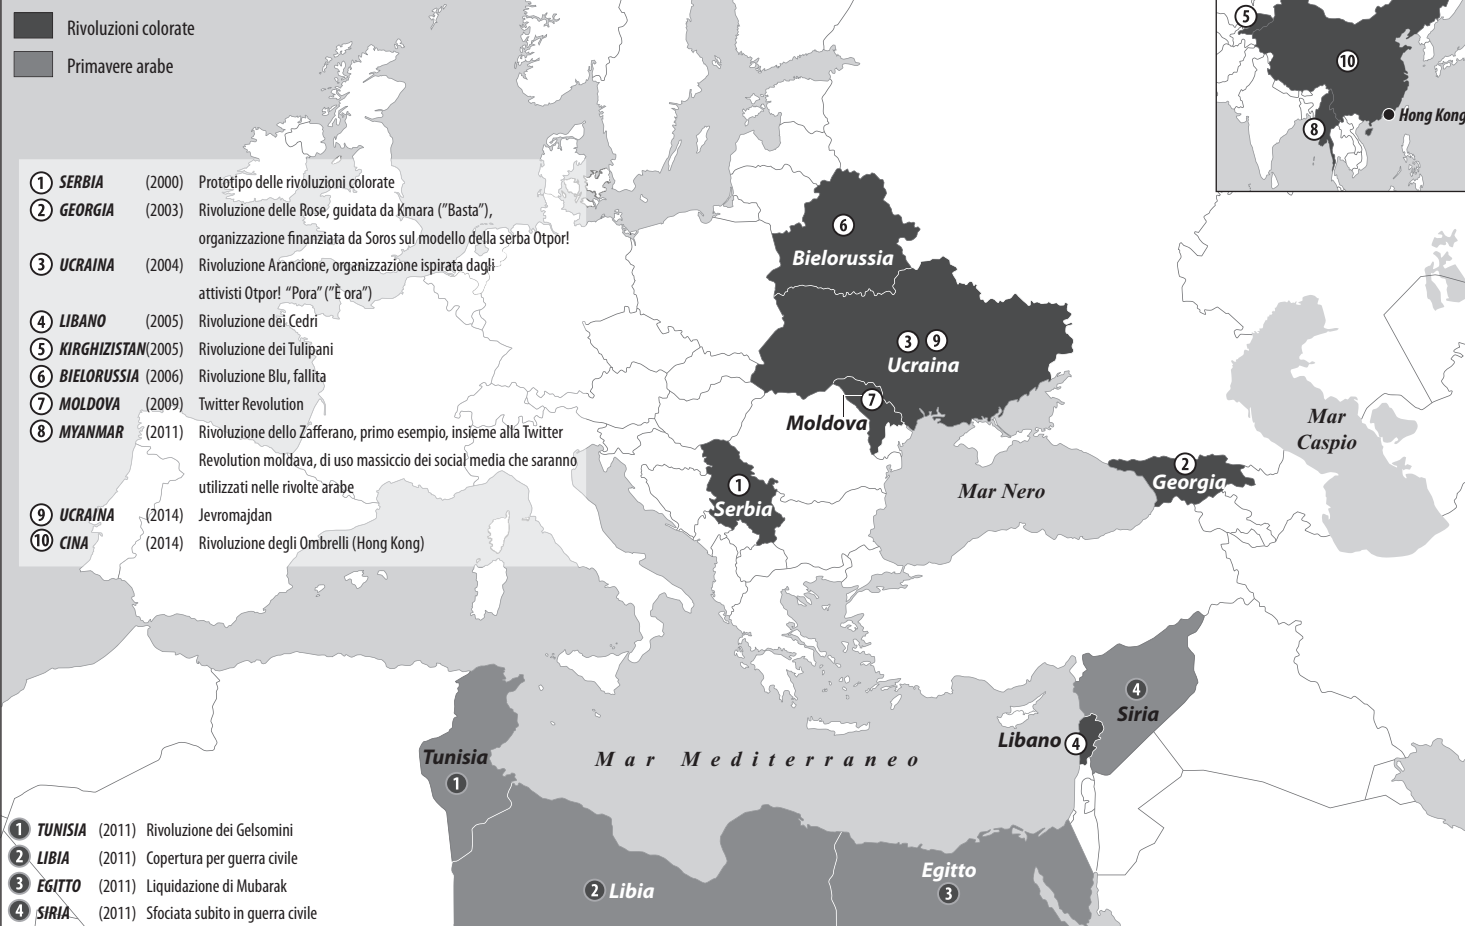 Rivoluzioni colorate
Primavere arabe
1 SERBIA (2000) Prototipo delle rivoluzioni colorate
2 GEORGIA (2003) Rivoluzione delle Rose, guidata da Kmara ("Basta"),
organizzazione finanziata da Soros sul modello della serba Otpor!
3 UCRAINA (2004) Rivoluzione Arancione, organizzazione ispirata dagli
attivisti Otpor! "Pora" ("È ora")
4 LIBANO (2005) Rivoluzione dei Cedri
5 KIRGHIZISTAN (2005) Rivoluzione dei Tulipani
6 BIELORUSSIA (2006) Rivoluzione Blu, fallita
7 MOLDOVA (2009) Twitter Revolution
8 MYANMAR (2011) Rivoluzione dello Zafferano, primo esempio, insieme alla Twitter
Revolution moldava, di uso massiccio dei social media che saranno
utilizzati nelle rivolte arabe
9 UCRAINA (2014) Jevromajdan
10 CINA (2014) Rivoluzione degli Ombrelli (Hong Kong)
5
10
Hong Kong
8
6
Bielorussia
3 9
Ucraina
7
Moldova
1
Serbia
Mar Nero
2
Georgia
Mar
Caspio
4
Siria
Libano 4
Mar Mediterraneo
Tunisia
1
2 Libia
Egitto
3
1 TUNISIA (2011) Rivoluzione dei Gelsomini
2 LIBIA (2011) Copertura per guerra civile
3 EGITTO (2011) Liquidazione di Mubarak
4 SIRIA (2011) Sfociata subito in guerra civile